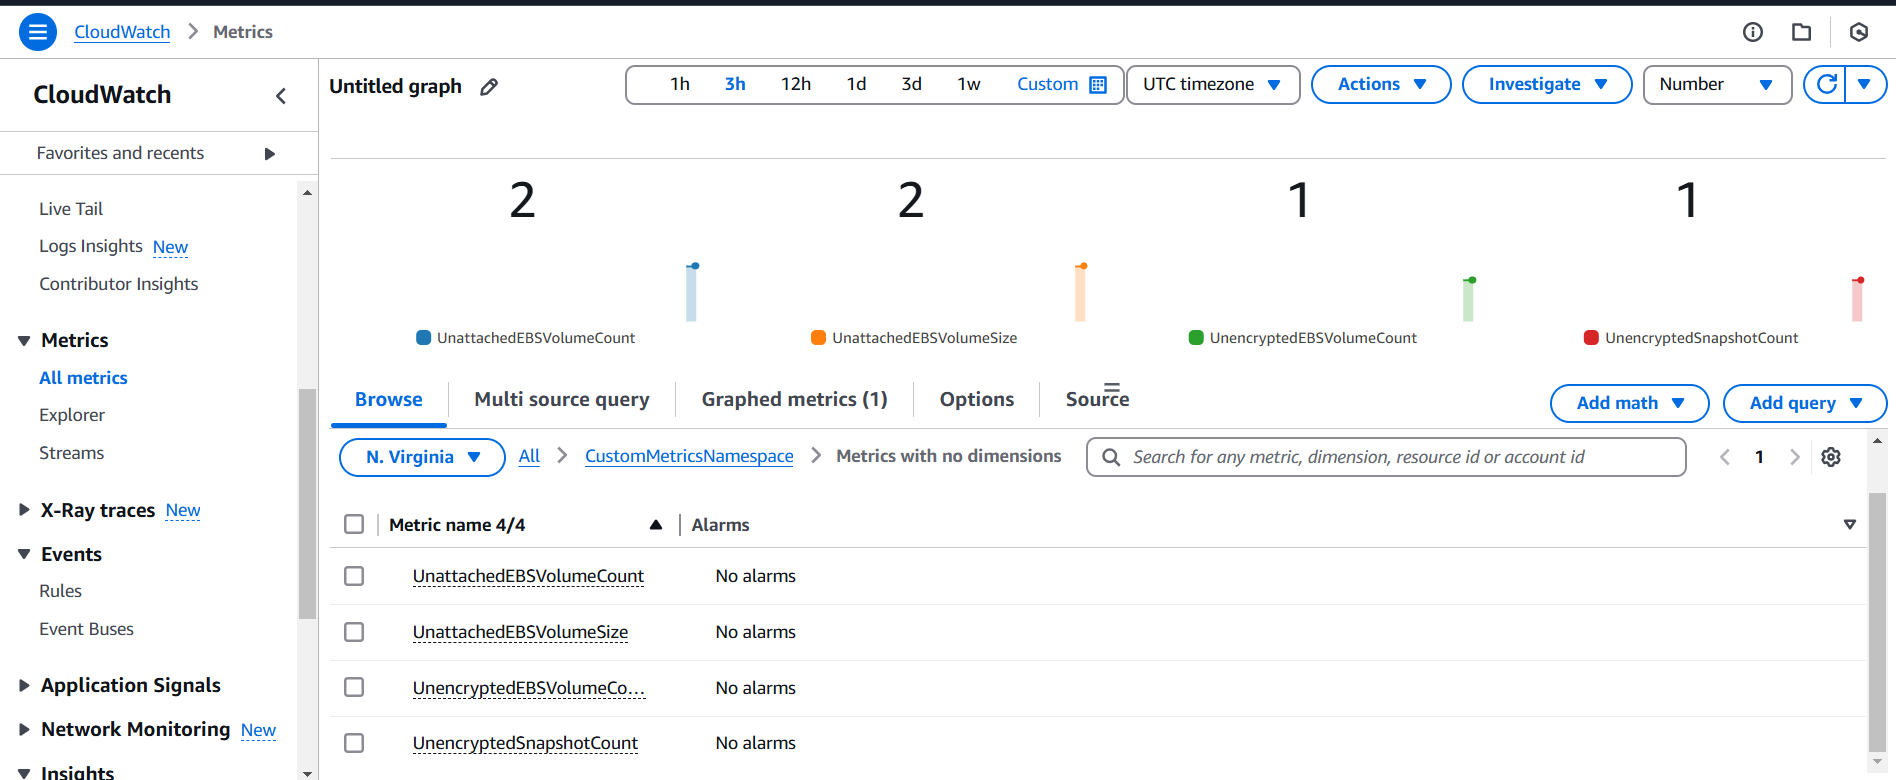 CloudWatch > Metrics
CloudWatch
Favorites and recents
Live Tail
Logs Insights New
Contributor Insights
Metrics
All metrics
Explorer
Streams
X-Ray traces New
Events
Rules
Event Buses
Application Signals
Network Monitoring New
Insights
Untitled graph
1h 3h 12h 1d 3d 1w Custom
UTC timezone
Actions
Investigate
Number
2 2 1 1
UnattachedEBSVolumeCount UnattachedEBSVolumeSize UnencryptedEBSVolumeCount UnencryptedSnapshotCount
Browse Multi source query Graphed metrics (1) Options Source
Add math Add query
N. Virginia All > CustomMetricsNamespace > Metrics with no dimensions
Search for any metric, dimension, resource id or account id
1
Metric name 4/4 Alarms
UnattachedEBSVolumeCount No alarms
UnattachedEBSVolumeSize No alarms
UnencryptedEBSVolumeCo... No alarms
UnencryptedSnapshotCount No alarms